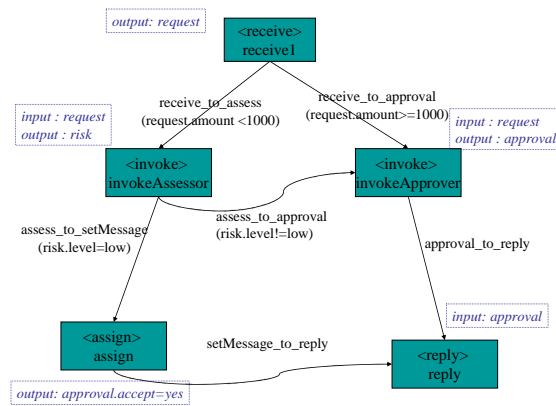 output: request
<receive>
receive1
receive_to_assess
(request.amount <1000)
receive_to_approval
(request.amount>=1000)
input : request
output : risk
input : request
output : approval
<invoke>
invokeAssessor
<invoke>
invokeApprover
assess_to_setMessage
(risk.level=low)
assess_to_approval
(risk.level!=low)
approval_to_reply
input: approval
<assign>
assign
setMessage_to_reply
<reply>
reply
output: approval.accept=yes